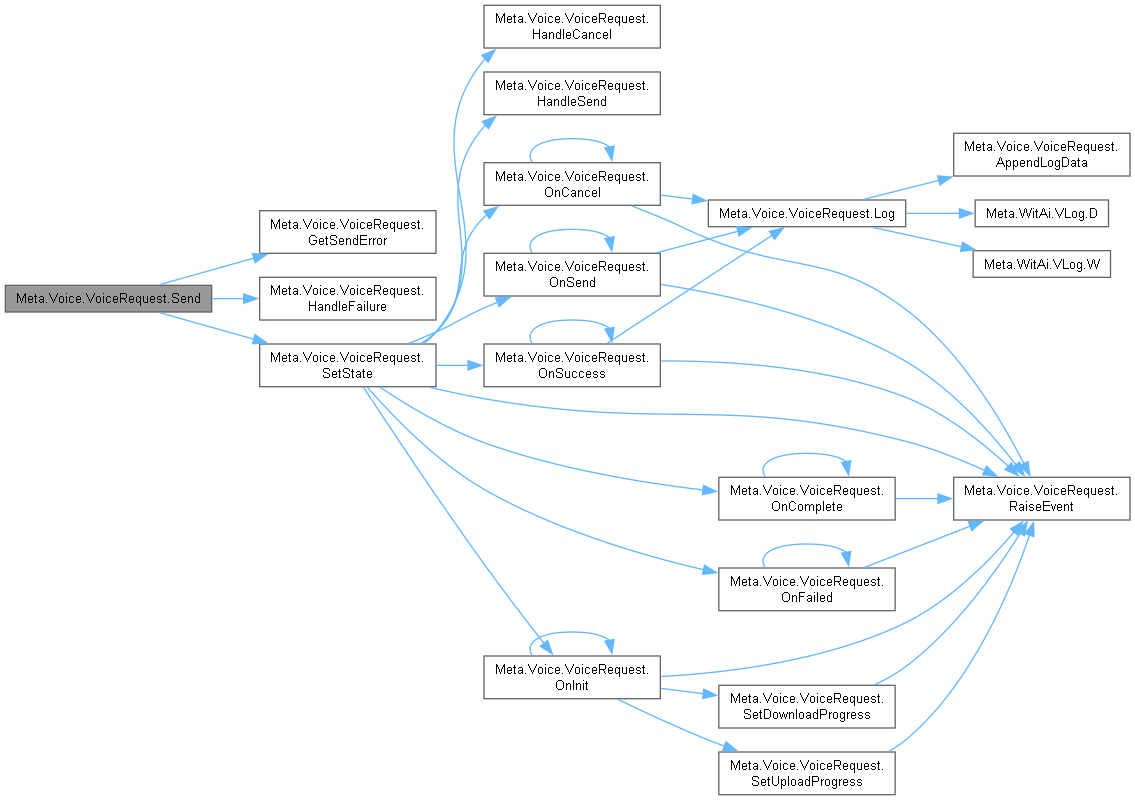 Meta.Voice.VoiceRequest.Send
Meta.Voice.VoiceRequest.
GetSendError
Meta.Voice.VoiceRequest.
HandleFailure
Meta.Voice.VoiceRequest.
SetState
Meta.Voice.VoiceRequest.
HandleCancel
Meta.Voice.VoiceRequest.
HandleSend
Meta.Voice.VoiceRequest.
OnCancel
Meta.Voice.VoiceRequest.
OnSend
Meta.Voice.VoiceRequest.
OnSuccess
Meta.Voice.VoiceRequest.
OnInit
Meta.Voice.VoiceRequest.Log
Meta.Voice.VoiceRequest.
OnComplete
Meta.Voice.VoiceRequest.
OnFailed
Meta.Voice.VoiceRequest.
SetDownloadProgress
Meta.Voice.VoiceRequest.
SetUploadProgress
Meta.Voice.VoiceRequest.
AppendLogData
Meta.WitAi.VLog.D
Meta.WitAi.VLog.W
Meta.Voice.VoiceRequest.
RaiseEvent